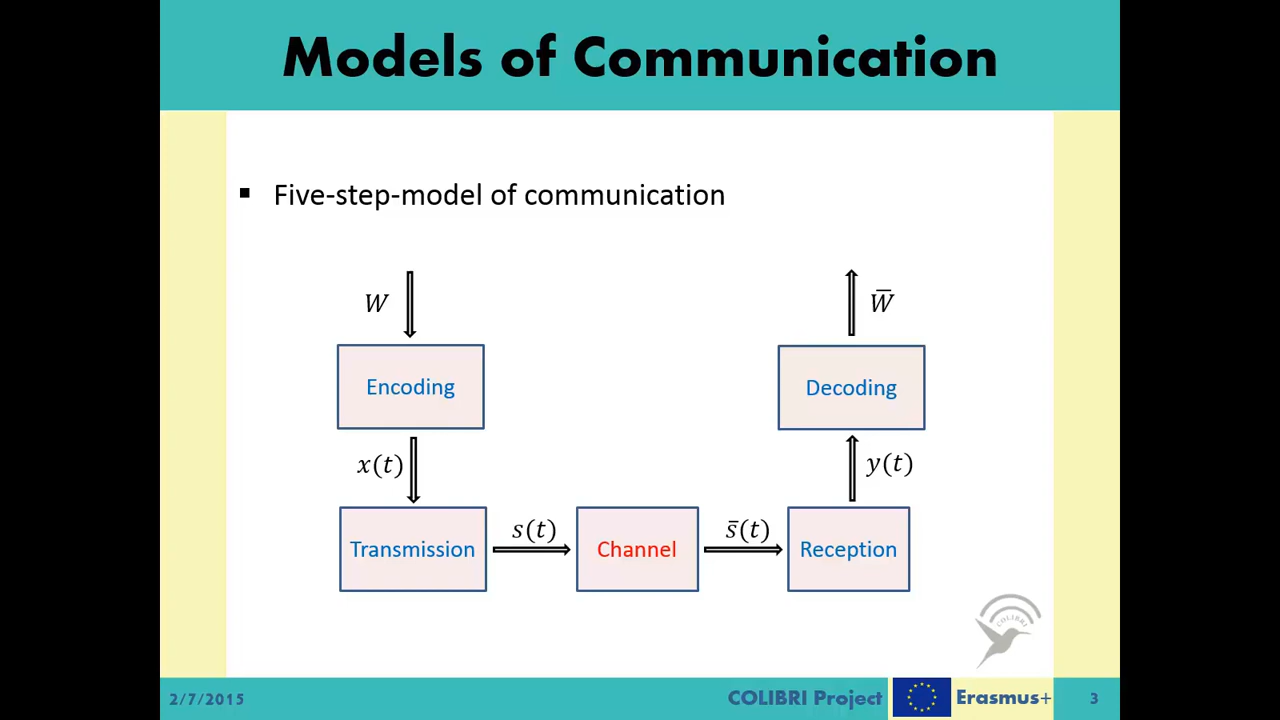 Models of Communication
▪ Five-step-model of communication
W
W̅
Encoding
Decoding
x(t)
y(t)
Transmission
s(t)
Channel
s̅(t)
Reception
COLIBRI
2/7/2015
COLIBRI Project
Erasmus+
3